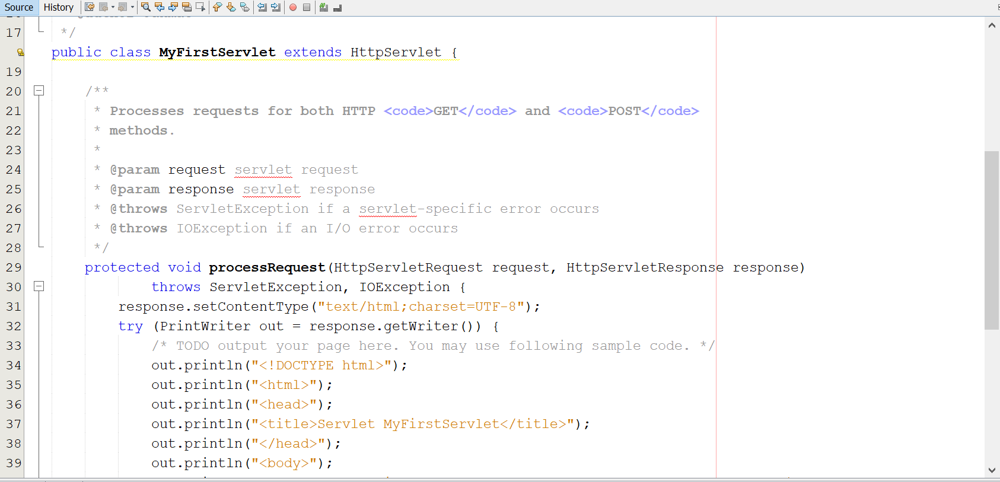 Source History
17 */
public class MyFirstServlet extends HttpServlet {
19
20 /**
21 * Processes requests for both HTTP <code>GET</code> and <code>POST</code>
22 * methods.
23 *
24 * @param request servlet request
25 * @param response servlet response
26 * @throws ServletException if a servlet-specific error occurs
27 * @throws IOException if an I/O error occurs
28 */
29 protected void processRequest(HttpServletRequest request, HttpServletResponse response)
30 throws ServletException, IOException {
31 response.setContentType("text/html;charset=UTF-8");
32 try (PrintWriter out = response.getWriter()) {
33 /* TODO output your page here. You may use following sample code. */
34 out.println("<!DOCTYPE html>");
35 out.println("<html>");
36 out.println("<head>");
37 out.println("<title>Servlet MyFirstServlet</title>");
38 out.println("</head>");
39 out.println("<body>");